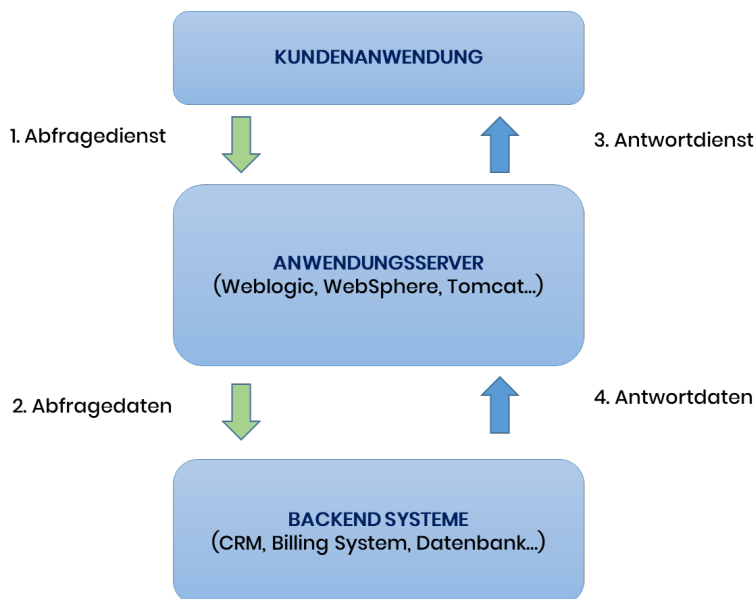 KUNDENANWENDUNG
1. Abfragedienst
3. Antwortdienst
ANWENDUNGSSERVER
(Weblogic, WebSphere, Tomcat...)
2. Abfragedaten
4. Antwortdaten
BACKEND SYSTEME
(CRM, Billing System, Datenbank...)